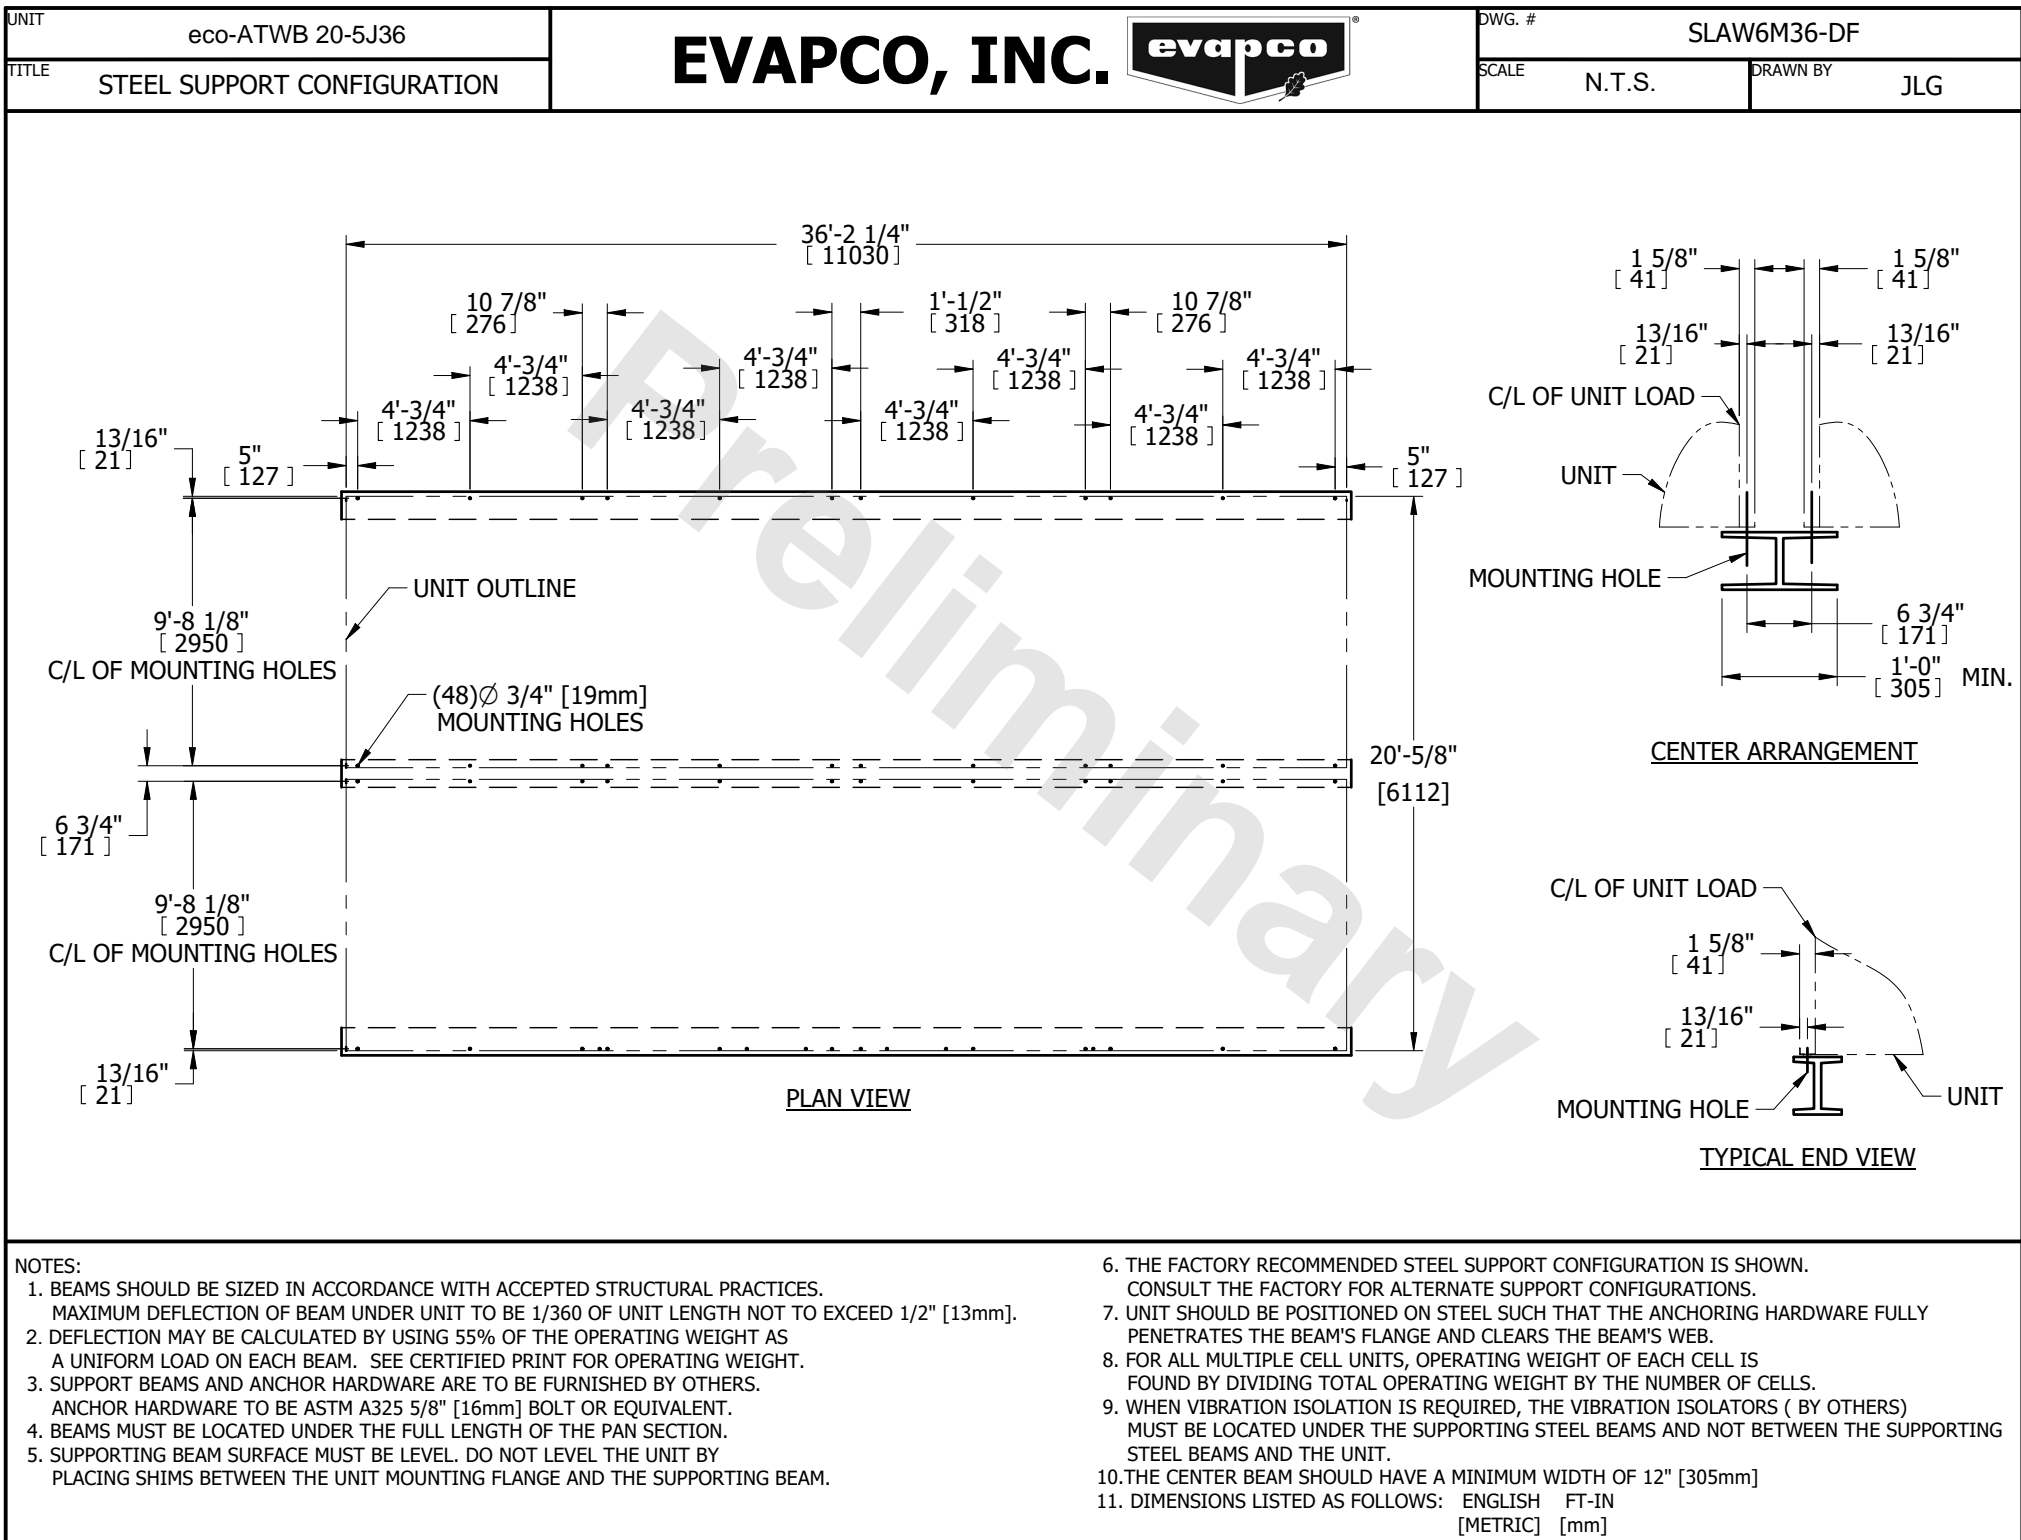 UNIT
eco-ATWB 20-5J36
TITLE
STEEL SUPPORT CONFIGURATION
EVAPCO, INC.
evapco
®
DWG. #
SLAW6M36-DF
SCALE
N.T.S.
DRAWN BY
JLG
36'-2 1/4"
[ 11030 ]
10 7/8"
[ 276 ]
1'-1/2"
[ 318 ]
10 7/8"
[ 276 ]
4'-3/4"
[ 1238 ]
4'-3/4"
[ 1238 ]
4'-3/4"
[ 1238 ]
4'-3/4"
[ 1238 ]
4'-3/4"
[ 1238 ]
4'-3/4"
[ 1238 ]
4'-3/4"
[ 1238 ]
4'-3/4"
[ 1238 ]
13/16"
[ 21 ]
5"
[ 127 ]
5"
[ 127 ]
UNIT OUTLINE
9'-8 1/8"
[ 2950 ]
C/L OF MOUNTING HOLES
(48)Ø 3/4" [19mm]
MOUNTING HOLES
20'-5/8"
[6112]
6 3/4"
[ 171 ]
9'-8 1/8"
[ 2950 ]
C/L OF MOUNTING HOLES
13/16"
[ 21 ]
PLAN VIEW
Preliminary
1 5/8"
[ 41 ]
1 5/8"
[ 41 ]
13/16"
[ 21 ]
13/16"
[ 21 ]
C/L OF UNIT LOAD
UNIT
MOUNTING HOLE
6 3/4"
[ 171 ]
1'-0"
[ 305 ] MIN.
CENTER ARRANGEMENT
C/L OF UNIT LOAD
1 5/8"
[ 41 ]
13/16"
[ 21 ]
MOUNTING HOLE
UNIT
TYPICAL END VIEW
NOTES:
1. BEAMS SHOULD BE SIZED IN ACCORDANCE WITH ACCEPTED STRUCTURAL PRACTICES.
MAXIMUM DEFLECTION OF BEAM UNDER UNIT TO BE 1/360 OF UNIT LENGTH NOT TO EXCEED 1/2" [13mm].
2. DEFLECTION MAY BE CALCULATED BY USING 55% OF THE OPERATING WEIGHT AS
A UNIFORM LOAD ON EACH BEAM. SEE CERTIFIED PRINT FOR OPERATING WEIGHT.
3. SUPPORT BEAMS AND ANCHOR HARDWARE ARE TO BE FURNISHED BY OTHERS.
ANCHOR HARDWARE TO BE ASTM A325 5/8" [16mm] BOLT OR EQUIVALENT.
4. BEAMS MUST BE LOCATED UNDER THE FULL LENGTH OF THE PAN SECTION.
5. SUPPORTING BEAM SURFACE MUST BE LEVEL. DO NOT LEVEL THE UNIT BY
PLACING SHIMS BETWEEN THE UNIT MOUNTING FLANGE AND THE SUPPORTING BEAM.
6. THE FACTORY RECOMMENDED STEEL SUPPORT CONFIGURATION IS SHOWN.
CONSULT THE FACTORY FOR ALTERNATE SUPPORT CONFIGURATIONS.
7. UNIT SHOULD BE POSITIONED ON STEEL SUCH THAT THE ANCHORING HARDWARE FULLY
PENETRATES THE BEAM'S FLANGE AND CLEARS THE BEAM'S WEB.
8. FOR ALL MULTIPLE CELL UNITS, OPERATING WEIGHT OF EACH CELL IS
FOUND BY DIVIDING TOTAL OPERATING WEIGHT BY THE NUMBER OF CELLS.
9. WHEN VIBRATION ISOLATION IS REQUIRED, THE VIBRATION ISOLATORS ( BY OTHERS)
MUST BE LOCATED UNDER THE SUPPORTING STEEL BEAMS AND NOT BETWEEN THE SUPPORTING
STEEL BEAMS AND THE UNIT.
10.THE CENTER BEAM SHOULD HAVE A MINIMUM WIDTH OF 12" [305mm]
11. DIMENSIONS LISTED AS FOLLOWS: ENGLISH FT-IN
[METRIC] [mm]